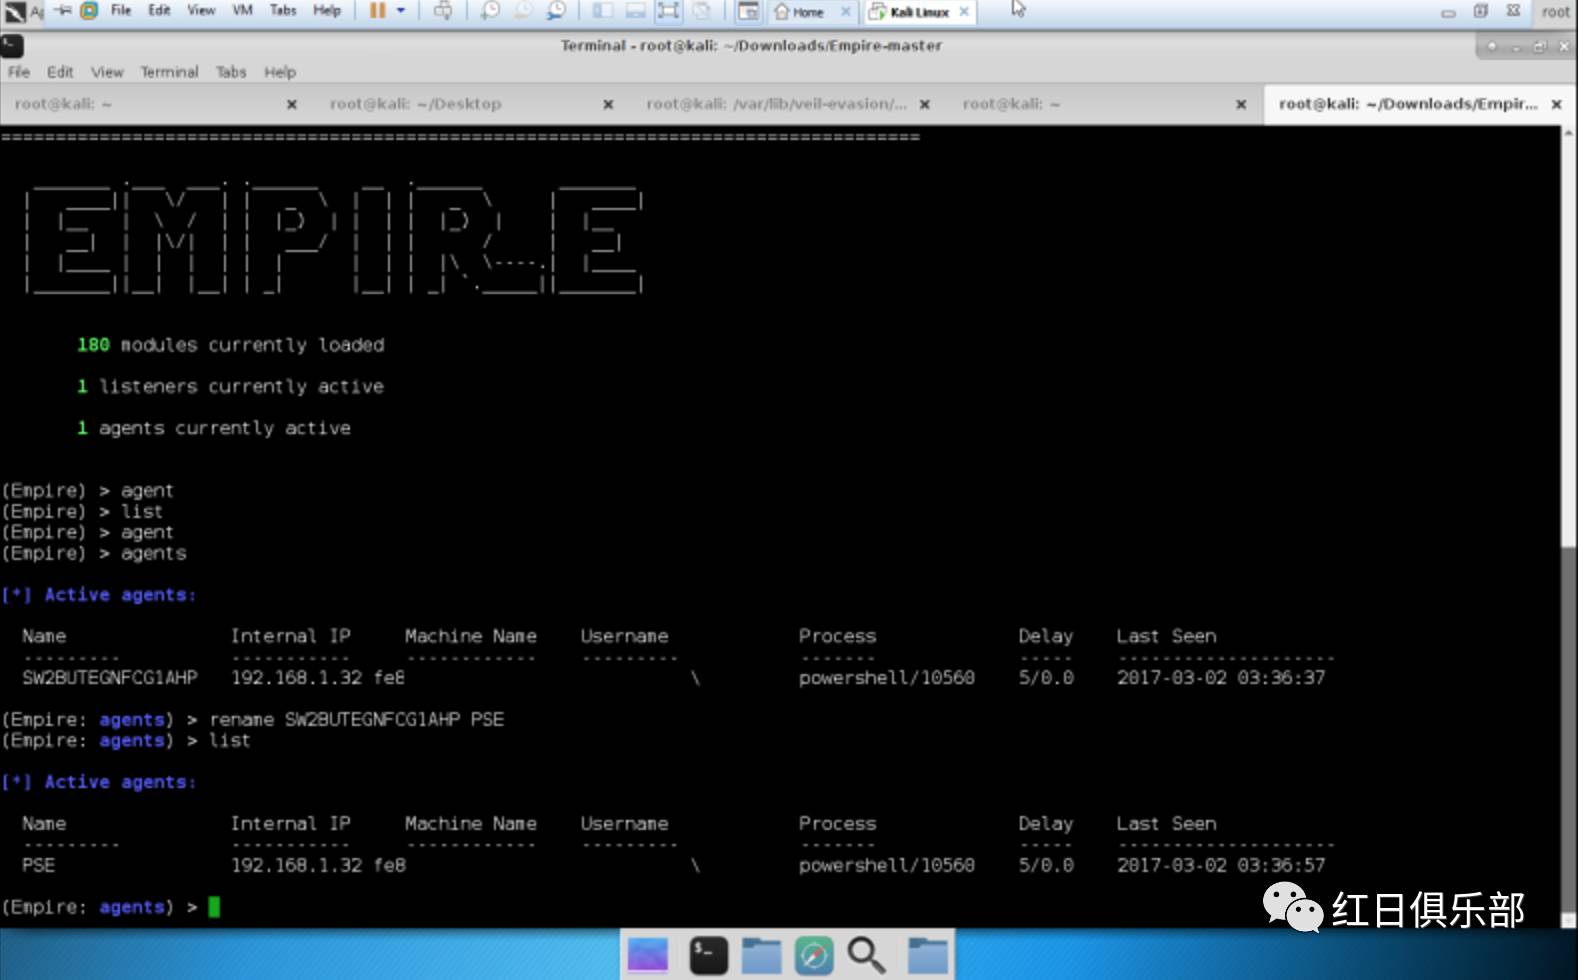 File Edit View VM Tabs Help Home Kali Linux root
Terminal - root@kali: ~/Downloads/Empire-master
File Edit View Terminal Tabs Help
root@kali: ~ root@kali: ~/Desktop root@kali: /var/lib/veil-evasion/... root@kali: ~ root@kali: ~/Downloads/Empir...
================================================================================
EMPIRE
180 modules currently loaded
1 listeners currently active
1 agents currently active
(Empire) > agent
(Empire) > list
(Empire) > agent
(Empire) > agents
[*] Active agents:
Name Internal IP Machine Name Username Process Delay Last Seen
--------- ----------- ------------ --------- ------- ----- --------------------
SW2BUTEGNFCG1AHP 192.168.1.32 fe8 \ powershell/10560 5/0.0 2017-03-02 03:36:37
(Empire: agents) > rename SW2BUTEGNFCG1AHP PSE
(Empire: agents) > list
[*] Active agents:
Name Internal IP Machine Name Username Process Delay Last Seen
--------- ----------- ------------ --------- ------- ----- --------------------
PSE 192.168.1.32 fe8 \ powershell/10560 5/0.0 2017-03-02 03:36:57
(Empire: agents) >
红日俱乐部